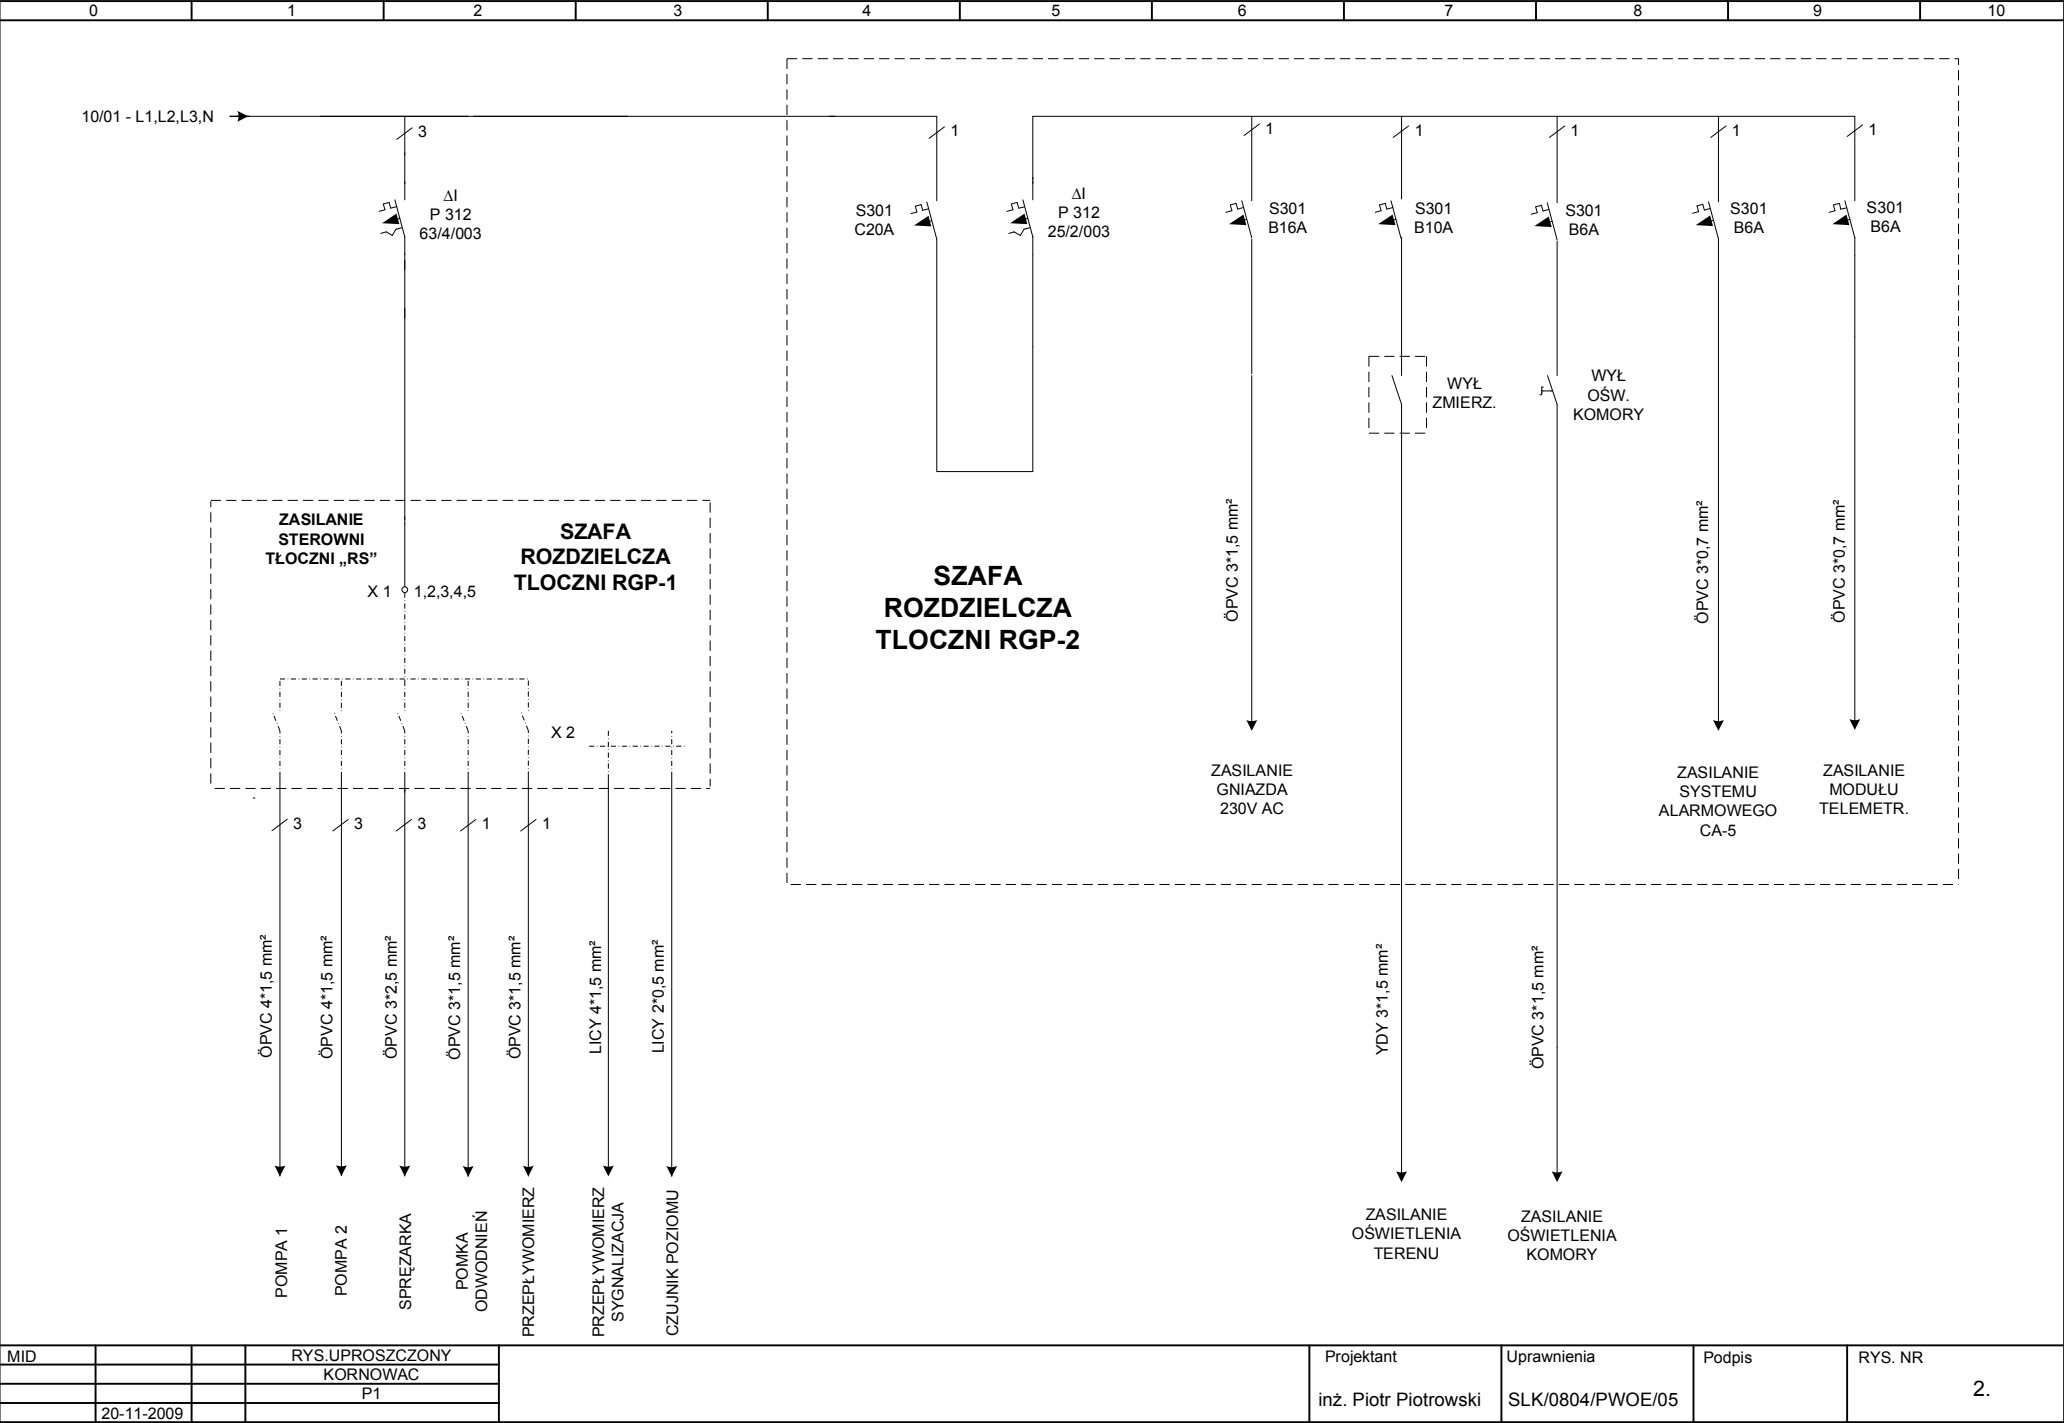 0 1 2 3 4 5 6 7 8 9 10
10/01 - L1,L2,L3,N
3
1
1
1
1
1
1
ΔI
P 312
63/4/003
S301
C20A
ΔI
P 312
25/2/003
S301
B16A
S301
B10A
S301
B6A
S301
B6A
S301
B6A
WYŁ
ZMIERZ.
WYŁ
OŚW.
KOMORY
ZASILANIE
STEROWNI
TŁOCZNI „RS”
SZAFA
ROZDZIELCZA
TLOCZNI RGP-1
X 1
1,2,3,4,5
X 2
SZAFA
ROZDZIELCZA
TLOCZNI RGP-2
ÖPVC 3*1,5 mm²
ÖPVC 3*0,7 mm²
ÖPVC 3*0,7 mm²
ZASILANIE
GNIAZDA
230V AC
ZASILANIE
SYSTEMU
ALARMOWEGO
CA-5
ZASILANIE
MODUŁU
TELEMETR.
3
3
3
1
1
ÖPVC 4*1,5 mm²
ÖPVC 4*1,5 mm²
ÖPVC 3*2,5 mm²
ÖPVC 3*1,5 mm²
ÖPVC 3*1,5 mm²
LICY 4*1,5 mm²
LICY 2*0,5 mm²
YDY 3*1,5 mm²
ÖPVC 3*1,5 mm²
POMPA 1
POMPA 2
SPRĘZARKA
POMKA
ODWODNIEŃ
PRZEPŁYWOMIERZ
PRZEPŁYWOMIERZ
SYGNALIZACJA
CZUJNIK POZIOMU
ZASILANIE
OŚWIETLENIA
TERENU
ZASILANIE
OŚWIETLENIA
KOMORY
MID
RYS.UPROSZCZONY
KORNOWAC
P1
20-11-2009
Projektant
inż. Piotr Piotrowski
Uprawnienia
SLK/0804/PWOE/05
Podpis
RYS. NR
2.